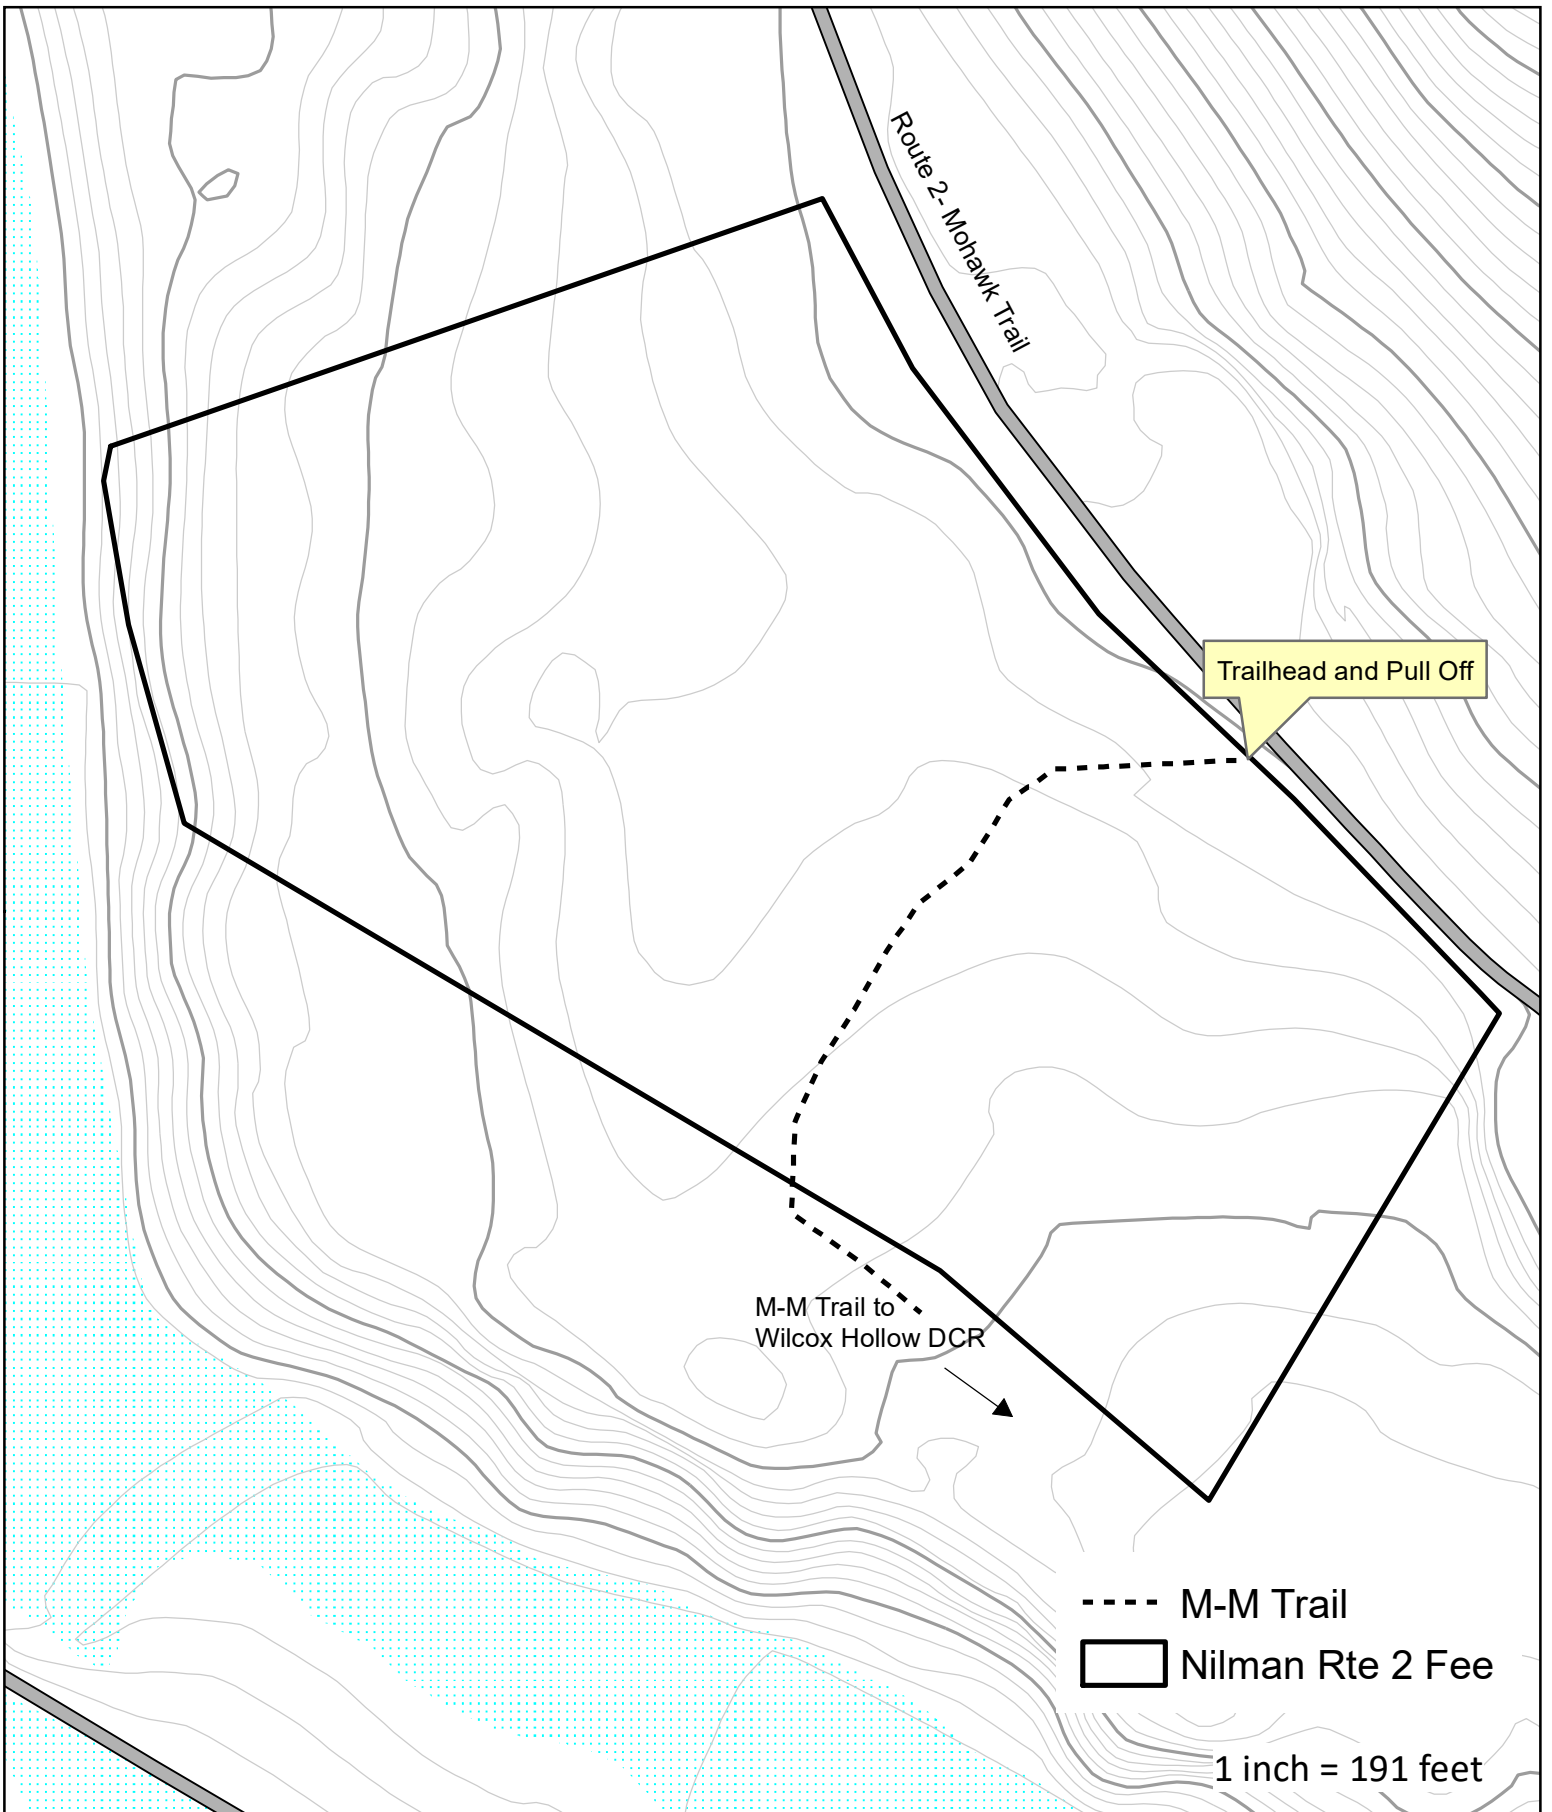 Route 2- Mohawk Trail
Trailhead and Pull Off
M-M Trail to
Wilcox Hollow DCR
M-M Trail
Nilman Rte 2 Fee
1 inch = 191 feet